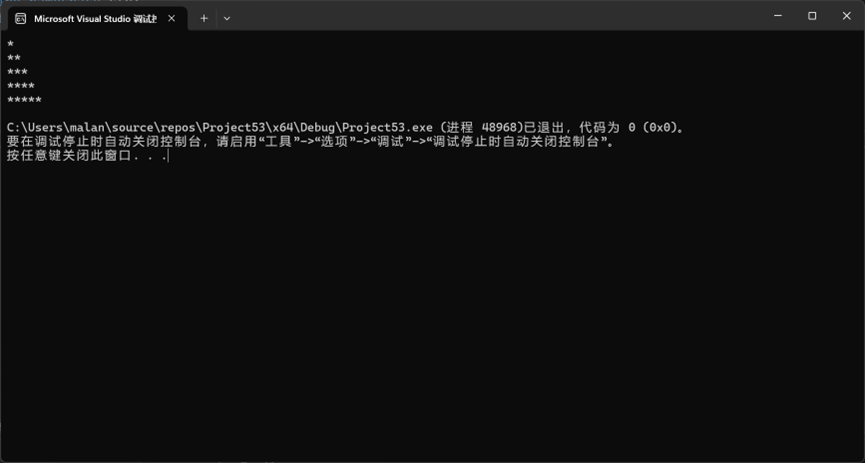 Microsoft Visual Studio 调试控
*
**
***
****
*****
C:\Users\malan\source\repos\Project53\x64\Debug\Project53.exe (进程 48968)已退出，代码为 0 (0x0)。
要在调试停止时自动关闭控制台，请启用“工具”->“选项”->“调试”->“调试停止时自动关闭控制台”。
按任意键关闭此窗口. . .